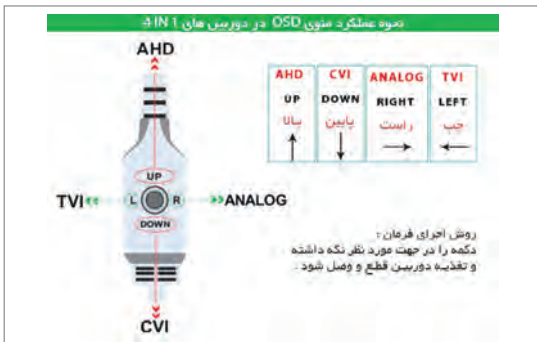 نحوه عملکرد منوی OSD در دوربین های 4 IN 1
AHD
UP
L R
DOWN
TVI
ANALOG
CVI
AHD CVI ANALOG TVI
UP DOWN RIGHT LEFT
بالا پایین راست چپ
روش اجرای فرمان :
دکمه را در جهت مورد نظر نگه داشته
و تغذیه دوربین قطع و وصل شود .